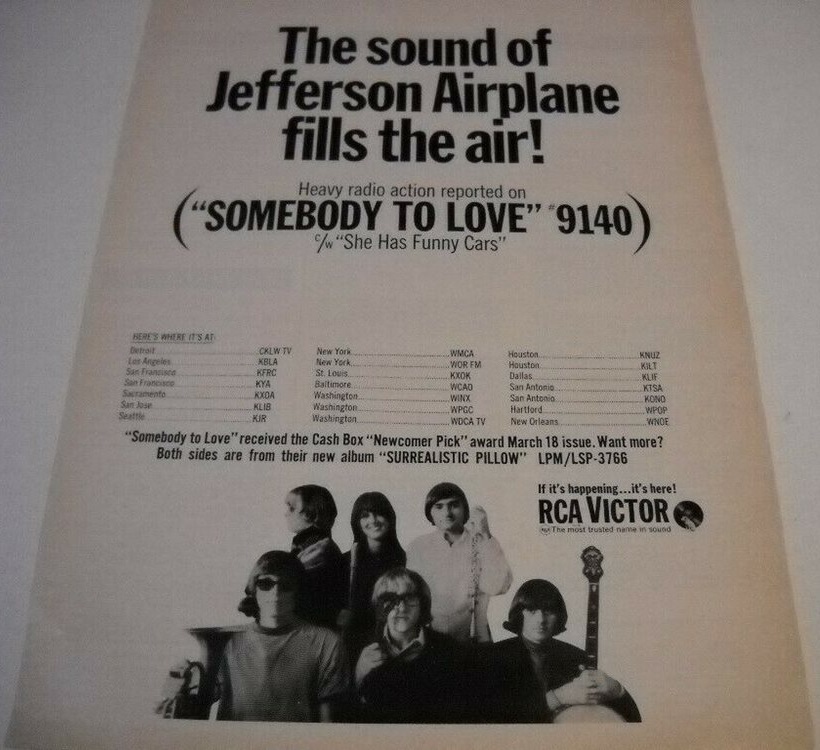 The sound of
Jefferson Airplane
fills the air!
Heavy radio action reported on
(“SOMEBODY TO LOVE” #9140)
c/w “She Has Funny Cars”
HERE'S WHERE IT'S AT:
Detroit CKLW TV
Los Angeles KBLA
San Francisco KFRC
San Francisco KYA
Sacramento KXOA
San Jose KLIB
Seattle KJR
New York WMCA
New York WOR FM
St. Louis KXOK
Baltimore WCAO
Washington WINX
Washington WPGC
Washington WDCA TV
Houston KNUZ
Houston KILT
Dallas KLIF
San Antonio KTSA
San Antonio KONO
Hartford WPOP
New Orleans WNOE
“Somebody to Love” received the Cash Box “Newcomer Pick” award March 18 issue. Want more?
Both sides are from their new album “SURREALISTIC PILLOW” LPM/LSP-3766
If it's happening...it's here!
RCA VICTOR
The most trusted name in sound